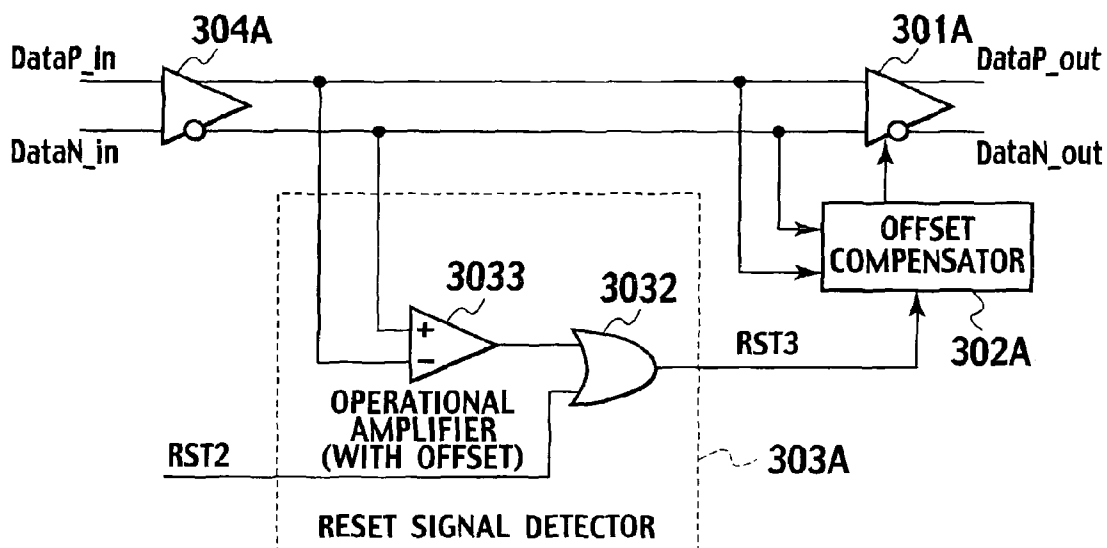 304A
301A
DataP_in
DataP_out
DataN_in
DataN_out
OFFSET
COMPENSATOR
3033
3032
+
−
RST3
302A
OPERATIONAL
AMPLIFIER
(WITH OFFSET)
RST2
303A
RESET SIGNAL DETECTOR